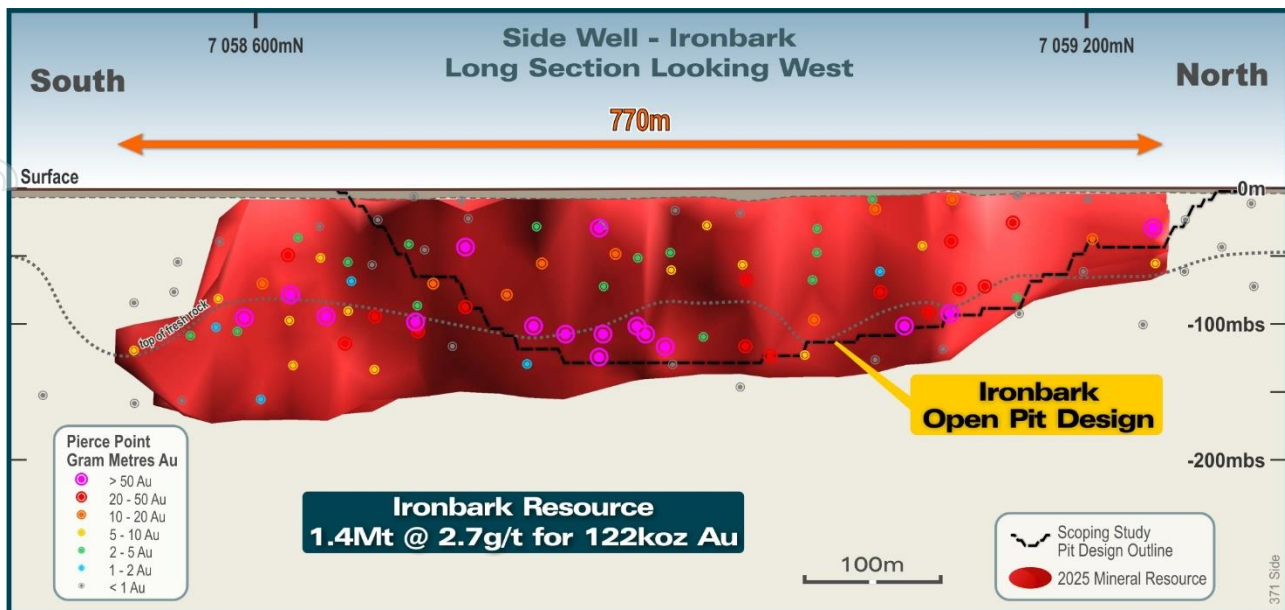 7 058 600mN
Side Well - Ironbark
Long Section Looking West
7 059 200mN
South
North
770m
Surface
0m
top of fresh rock
-100mbs
Ironbark
Open Pit Design
Pierce Point
Gram Metres Au
> 50 Au
20 - 50 Au
10 - 20 Au
5 - 10 Au
2 - 5 Au
1 - 2 Au
< 1 Au
-200mbs
Ironbark Resource
1.4Mt @ 2.7g/t for 122koz Au
100m
Scoping Study
Pit Design Outline
2025 Mineral Resource
371 Side